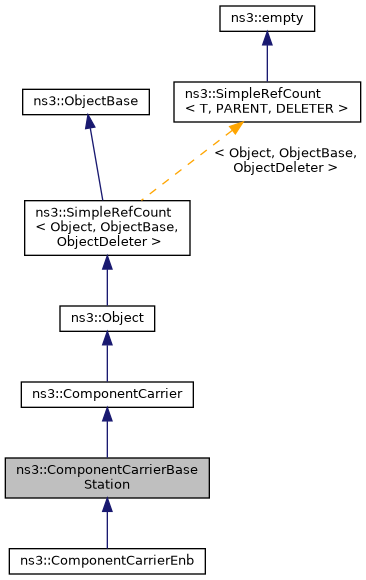 ns3::empty
ns3::SimpleRefCount
< T, PARENT, DELETER >
ns3::ObjectBase
< Object, ObjectBase,
ObjectDeleter >
ns3::SimpleRefCount
< Object, ObjectBase,
ObjectDeleter >
ns3::Object
ns3::ComponentCarrier
ns3::ComponentCarrierBase
Station
ns3::ComponentCarrierEnb